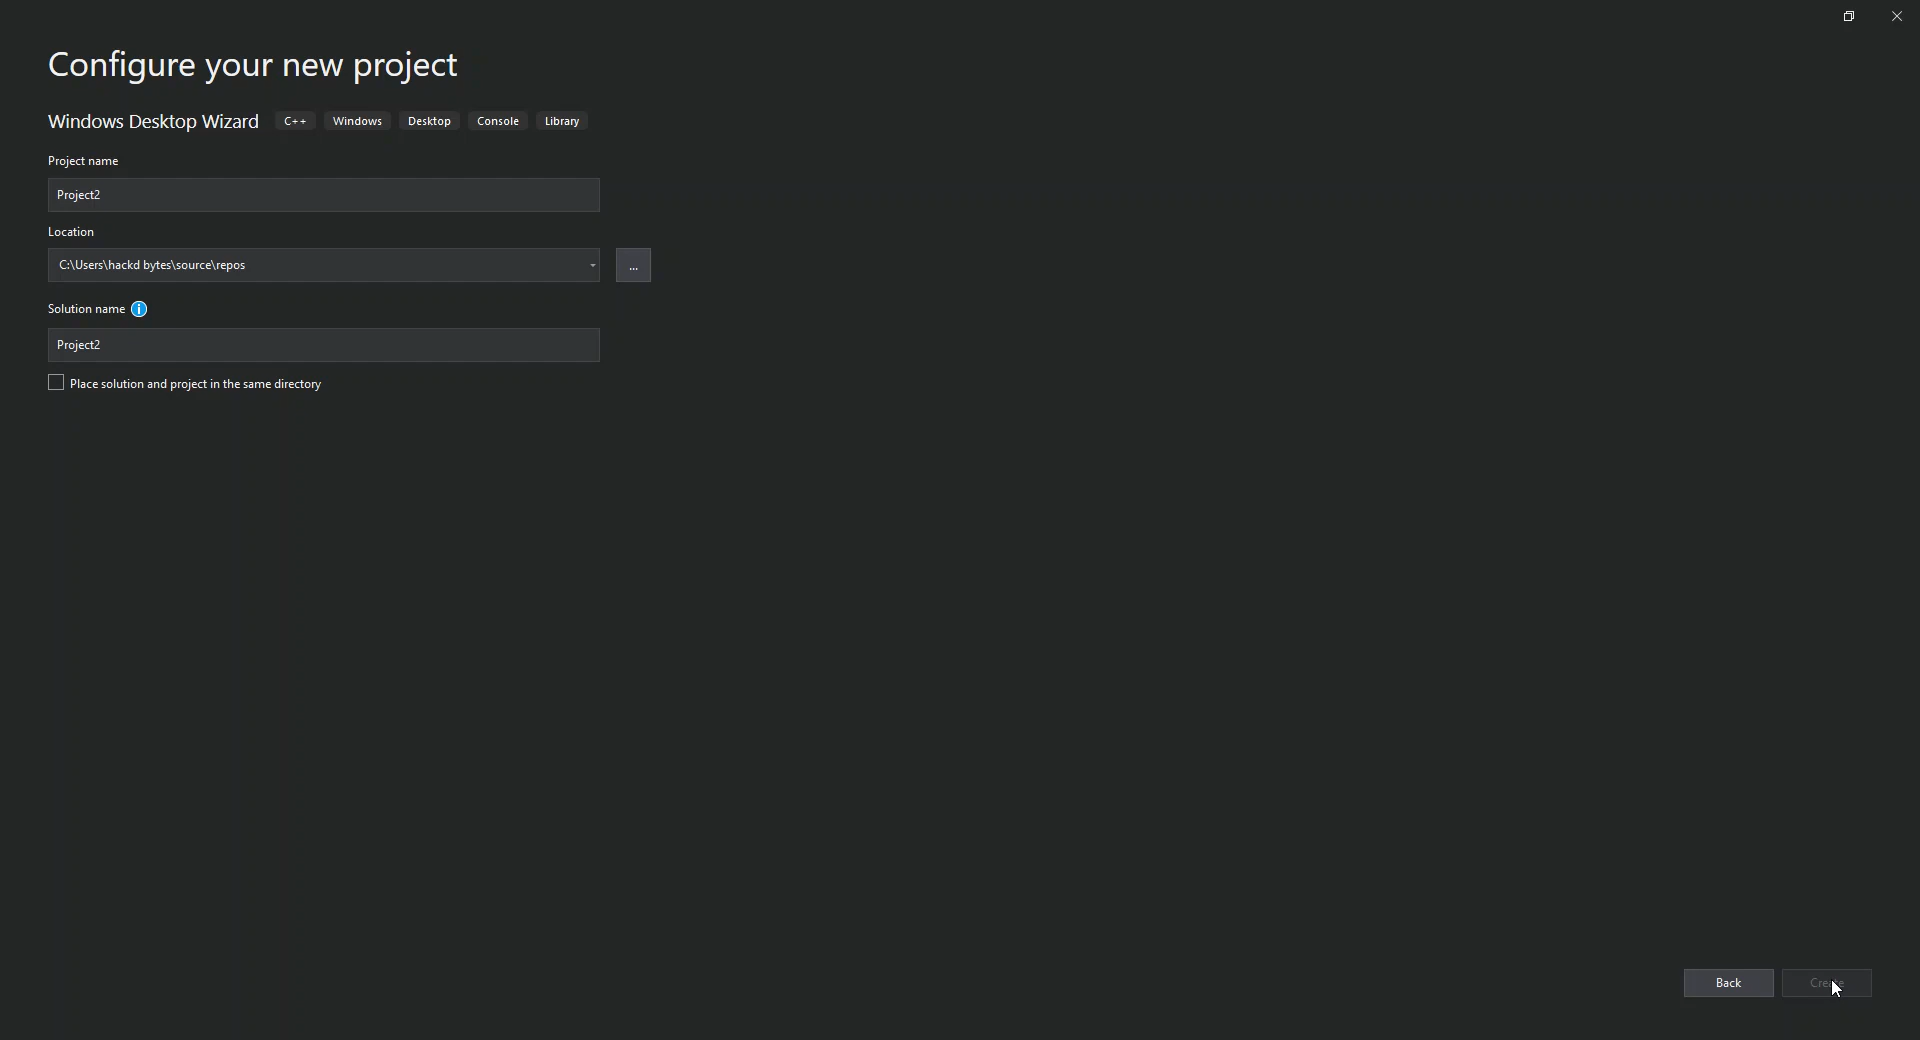 Configure your new project
Windows Desktop Wizard C++ Windows Desktop Console Library
Project name
Project2
Location
C:\Users\hackd bytes\source\repos
...
Solution name
Project2
Place solution and project in the same directory
Back Create